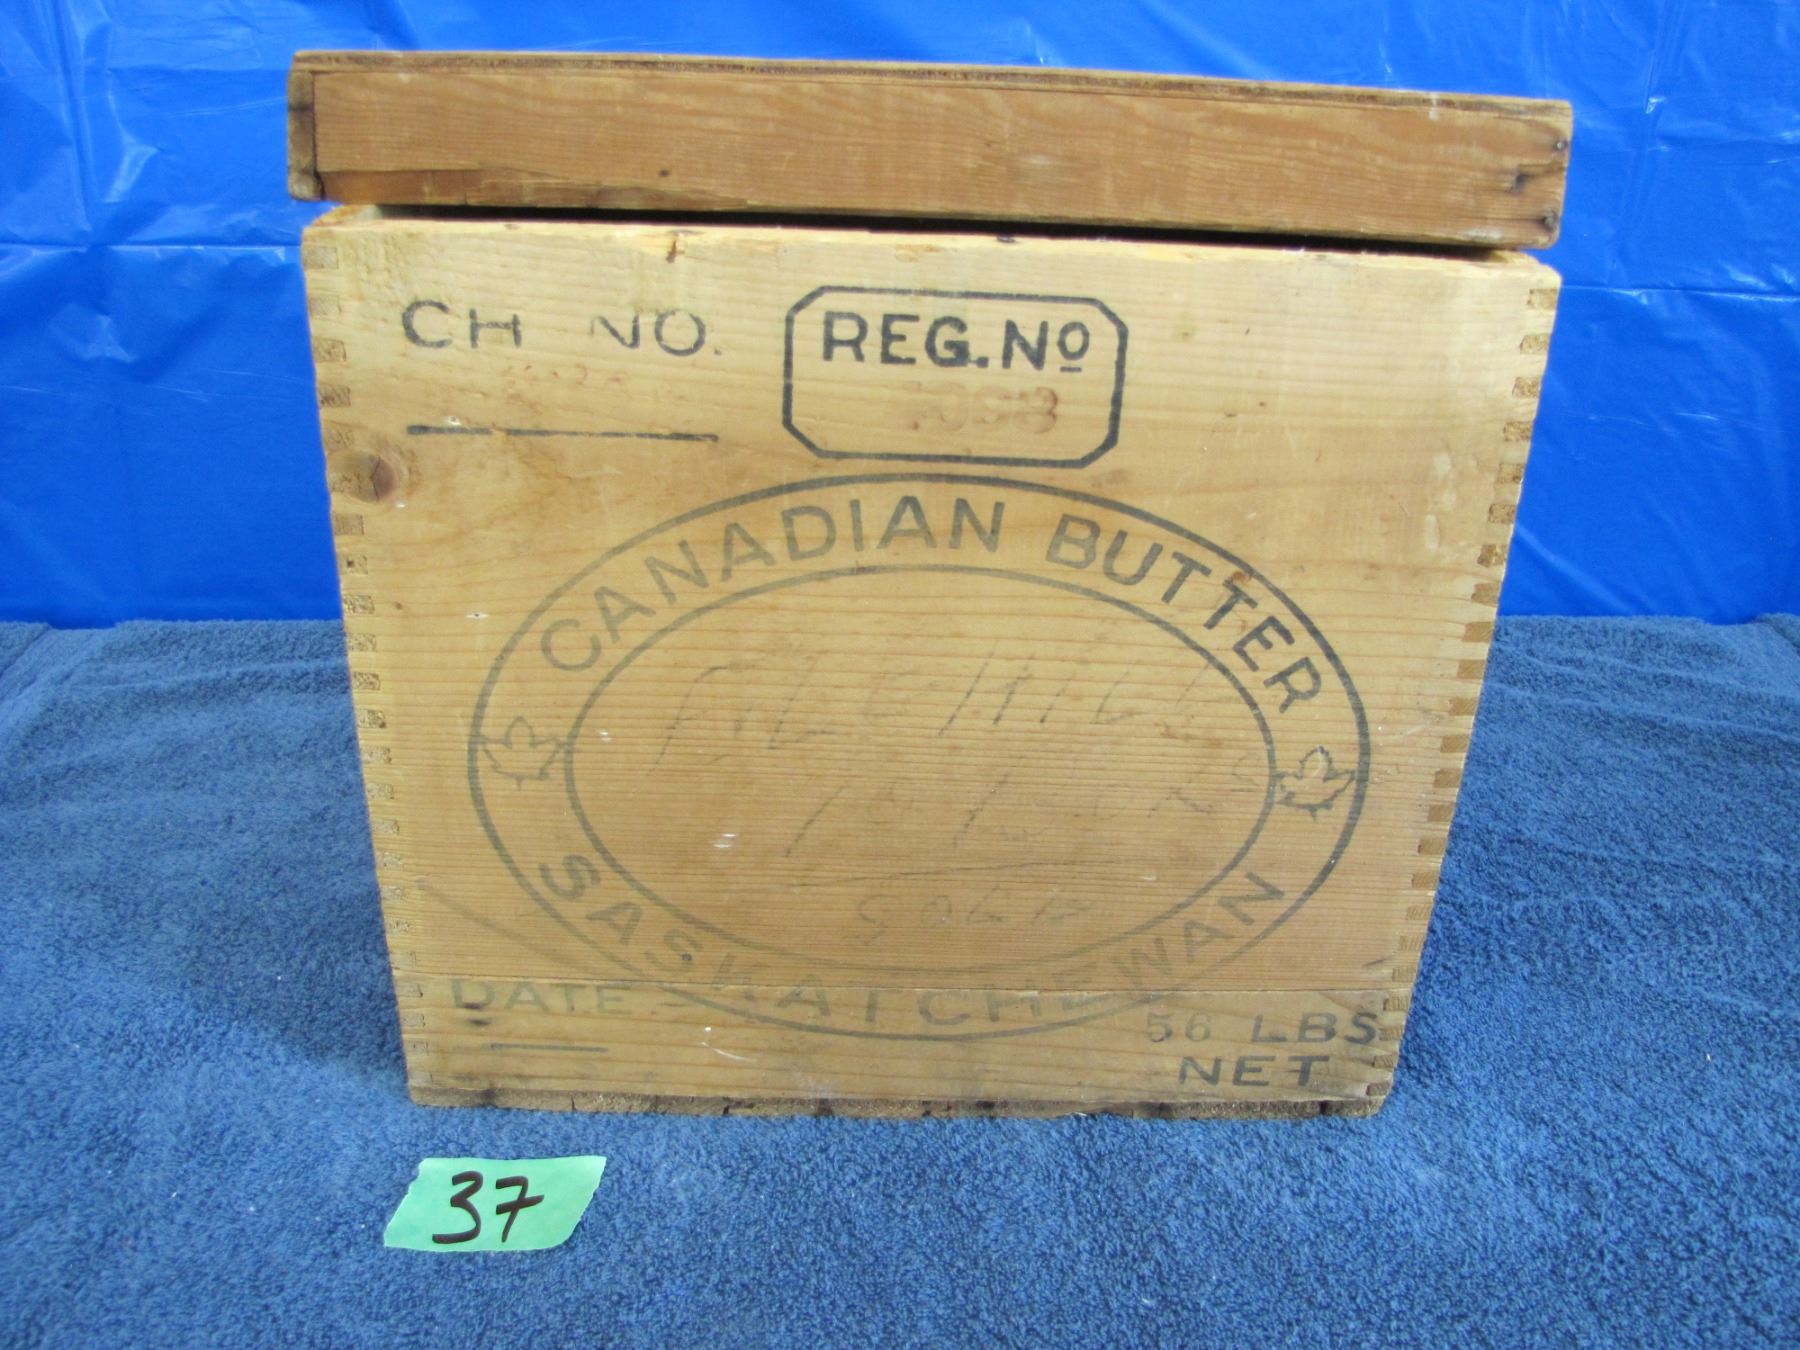 CH NO.
REG. Nº
CANADIAN BUTTER
SASKATCHEWAN
DATE
56 LBS
NET
37